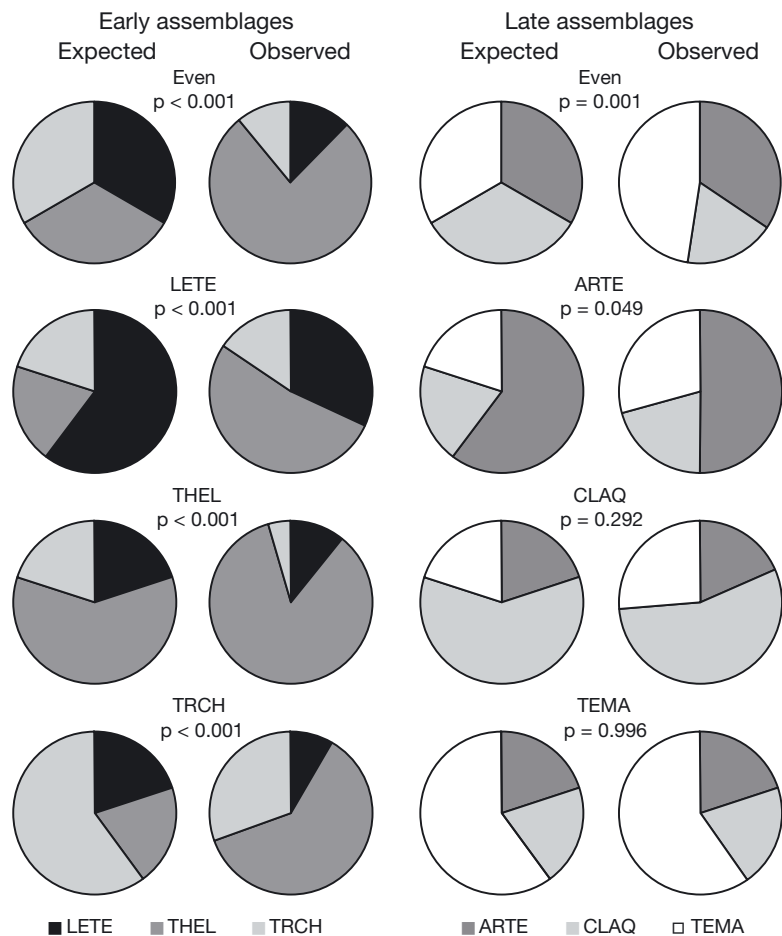 Early assemblages
Expected Observed
Even
p < 0.001
LETE
p < 0.001
THEL
p < 0.001
TRCH
p < 0.001
LETE THEL TRCH
Late assemblages
Expected Observed
Even
p = 0.001
ARTE
p = 0.049
CLAQ
p = 0.292
TEMA
p = 0.996
ARTE CLAQ TEMA